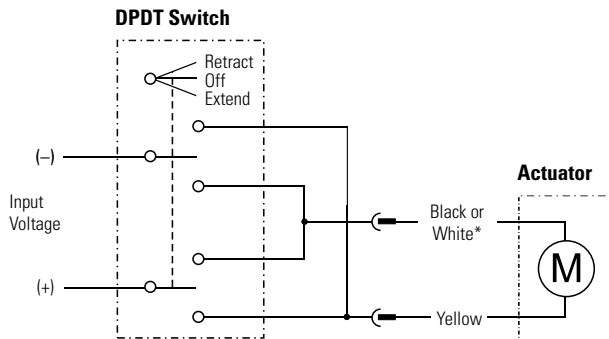 DPDT Switch
Retract
Off
Extend
(–)
Actuator
Input
Voltage
Black or
White*
M
(+)
Yellow